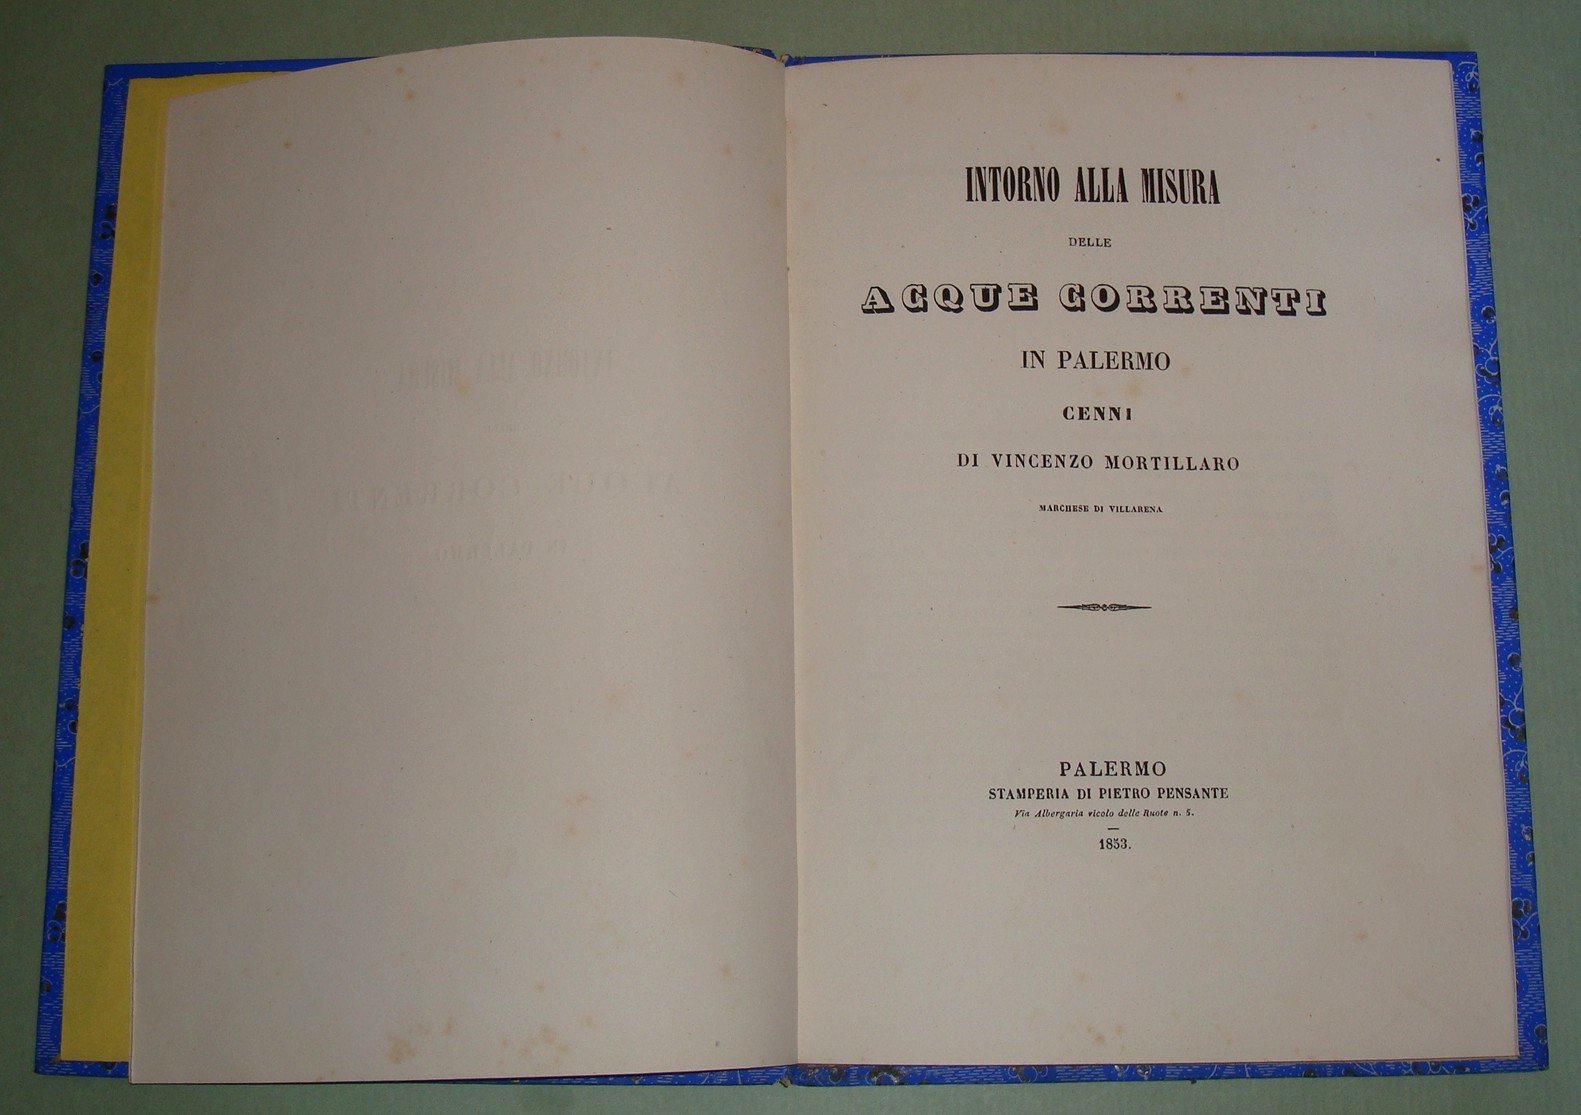 INTORNO ALLA MISURA
DELLE
ACQUE CORRENTI
IN PALERMO
CENNI
DI VINCENZO MORTILLARO
MARCHESE DI VILLARENA
PALERMO
STAMPERIA DI PIETRO PENSANTE
Via Albergaria vicolo delle Ruote n. 5.
1853.